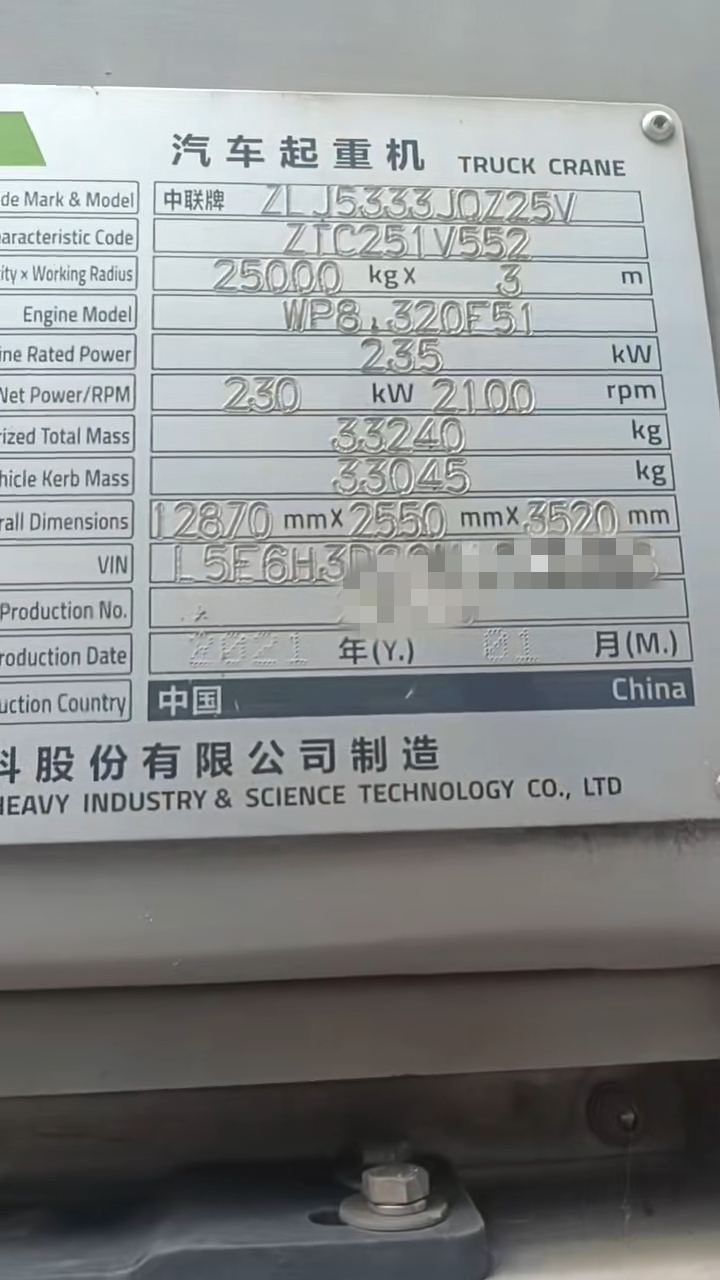 汽车起重机 TRUCK CRANE
de Mark & Model 中联牌 ZLJ5333JQZ25V
aracteristic Code ZTC251V552
ity × Working Radius 25000 kg x 3 m
Engine Model WP8.320E51
ine Rated Power 235 kW
Net Power/RPM 230 kW 2100 rpm
rized Total Mass 33240 kg
hicle Kerb Mass 33045 kg
rall Dimensions 12870 mm x 2550 mm x 3520 mm
VIN L5E6H3D
Production No.
roduction Date 2021 年(Y.) 01 月(M.)
uction Country 中国 China
股份有限公司制造
HEAVY INDUSTRY & SCIENCE TECHNOLOGY CO., LTD